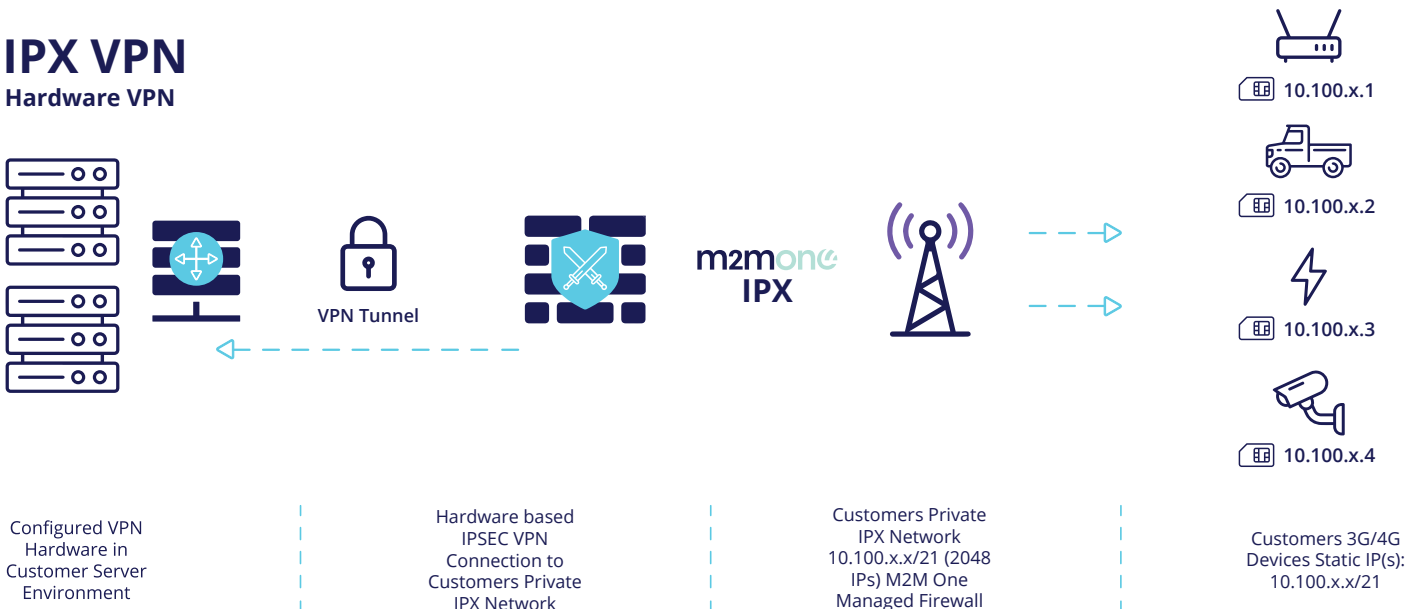 IPX VPN
Hardware VPN
VPN Tunnel
m2mone
IPX
10.100.x.1
10.100.x.2
10.100.x.3
10.100.x.4
Configured VPN
Hardware in
Customer Server
Environment
Hardware based
IPSEC VPN
Connection to
Customers Private
IPX Network
Customers Private
IPX Network
10.100.x.x/21 (2048
IPs) M2M One
Managed Firewall
Customers 3G/4G
Devices Static IP(s):
10.100.x.x/21